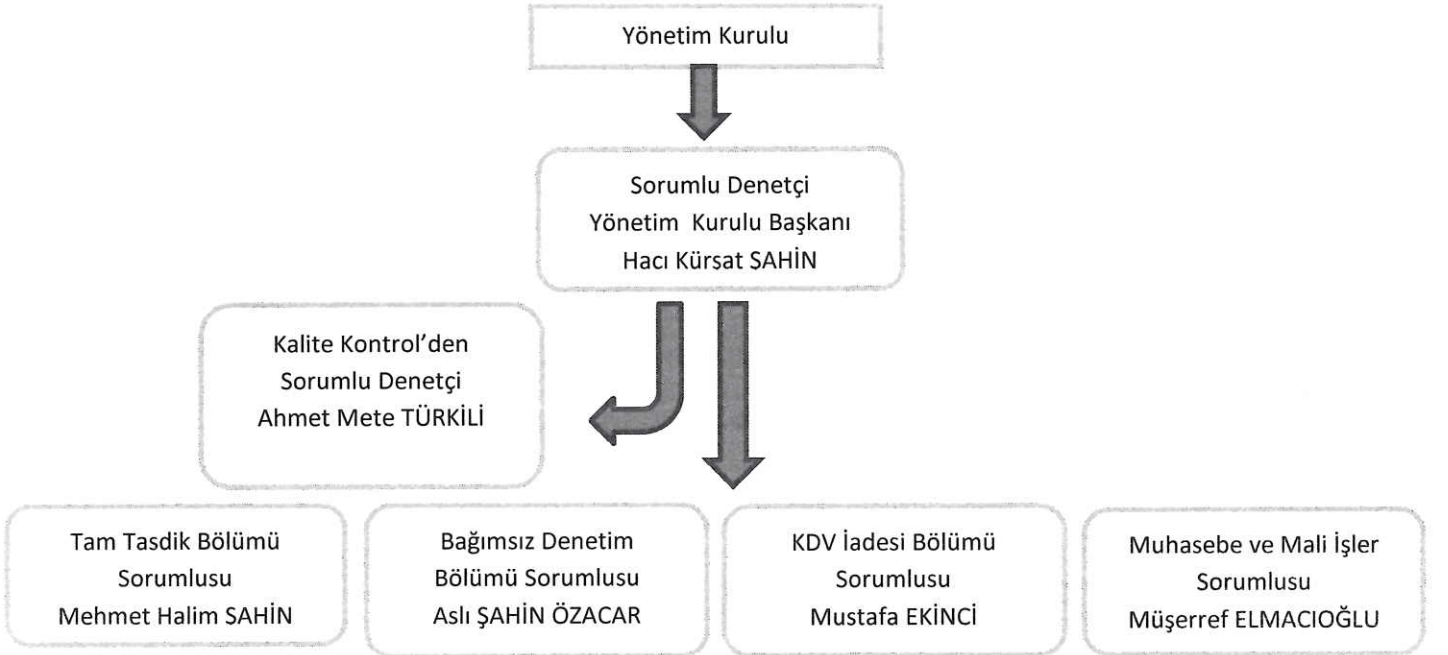 Yönetim Kurulu
Sorumlu Denetçi
Yönetim Kurulu Başkanı
Hacı Kürsat SAHİN
Kalite Kontrol’den
Sorumlu Denetçi
Ahmet Mete TÜRKİLİ
Tam Tasdik Bölümü
Sorumlusu
Mehmet Halim SAHİN
Bağımsız Denetim
Bölümü Sorumlusu
Aslı ŞAHİN ÖZACAR
KDV İadesi Bölümü
Sorumlusu
Mustafa EKİNCİ
Muhasebe ve Mali İşler
Sorumlusu
Müşerref ELMACIOĞLU